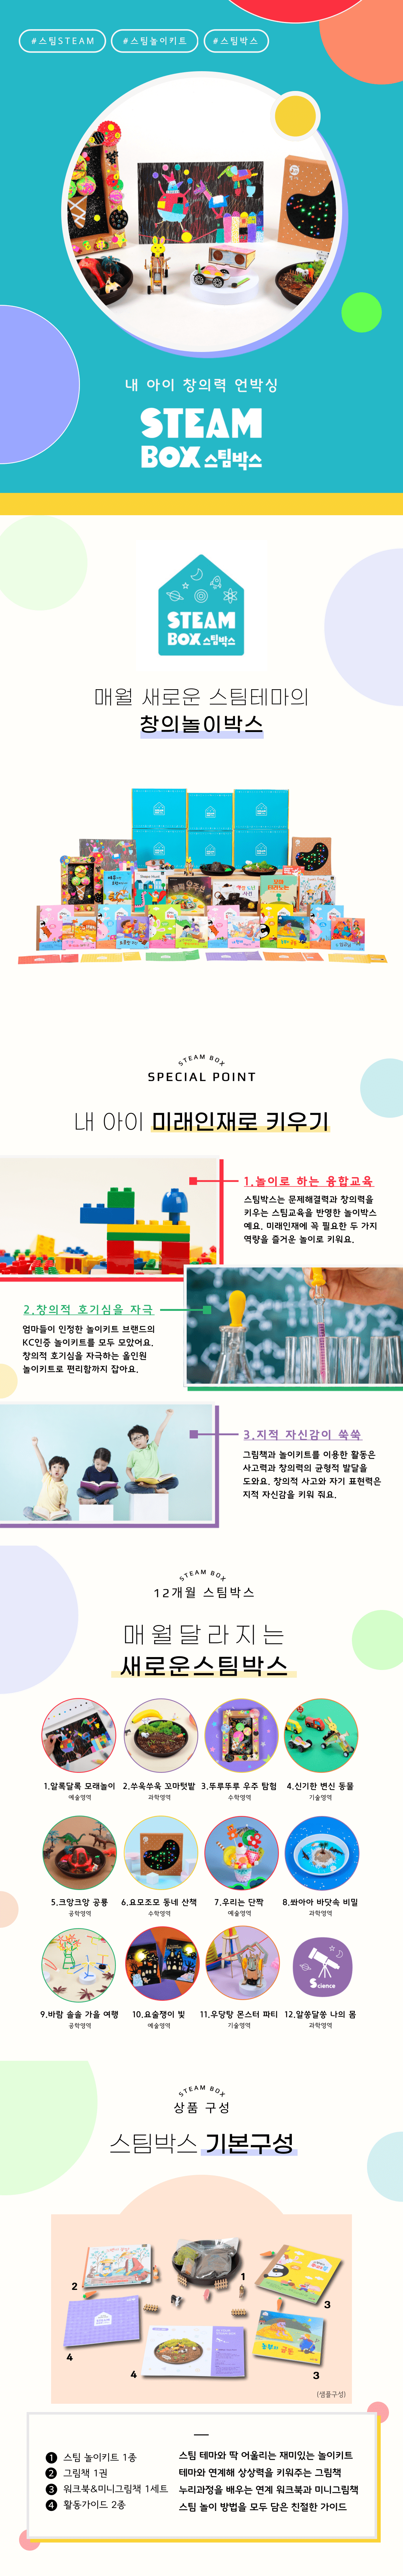 #스팀STEAM
#스팀놀이키트
#스팀박스
내 아이 창의력 언박싱
STEAM
BOX 스팀박스
STEAM
BOX 스팀박스
매월 새로운 스팀테마의
창의놀이박스
STEAM BOX
SPECIAL POINT
내 아이 미래인재로 키우기
1.놀이로 하는 융합교육
스팀박스는 문제해결력과 창의력을
키우는 스팀교육을 반영한 놀이박스
예요. 미래인재에 꼭 필요한 두 가지
역량을 즐거운 놀이로 키워요.
2.창의적 호기심을 자극
엄마들이 인정한 놀이키트 브랜드의
KC인증 놀이키트를 모두 모았어요.
창의적 호기심을 자극하는 올인원
놀이키트로 편리함까지 잡아요.
3.지적 자신감이 쑥쑥
그림책과 놀이키트를 이용한 활동은
사고력과 창의력의 균형적 발달을
도와요. 창의적 사고와 자기 표현력은
지적 자신감을 키워 줘요.
STEAM BOX
12개월 스팀박스
매월달라지는
새로운스팀박스
1.알록달록 모래놀이
예술영역
2.쑤욱쑤욱 꼬마텃밭
과학영역
3.뚜루뚜루 우주 탐험
수학영역
4.신기한 변신 동물
기술영역
5.크앙크앙 공룡
공학영역
6.요모조모 동네 산책
수학영역
7.우리는 단짝
예술영역
8.쏴아아 바닷속 비밀
과학영역
9.바람 솔솔 가을 여행
공학영역
10.요술쟁이 빛
예술영역
11.우당탕 몬스터 파티
기술영역
Science
12.알쏭달쏭 나의 몸
과학영역
STEAM BOX
상품 구성
스팀박스 기본구성
1
2
3
4
4
3
(샘플구성)
1 스팀 놀이키트 1종
2 그림책 1권
3 워크북&미니그림책 1세트
4 활동가이드 2종
스팀 테마와 딱 어울리는 재미있는 놀이키트
테마와 연계해 상상력을 키워주는 그림책
누리과정을 배우는 연계 워크북과 미니그림책
스팀 놀이 방법을 모두 담은 친절한 가이드